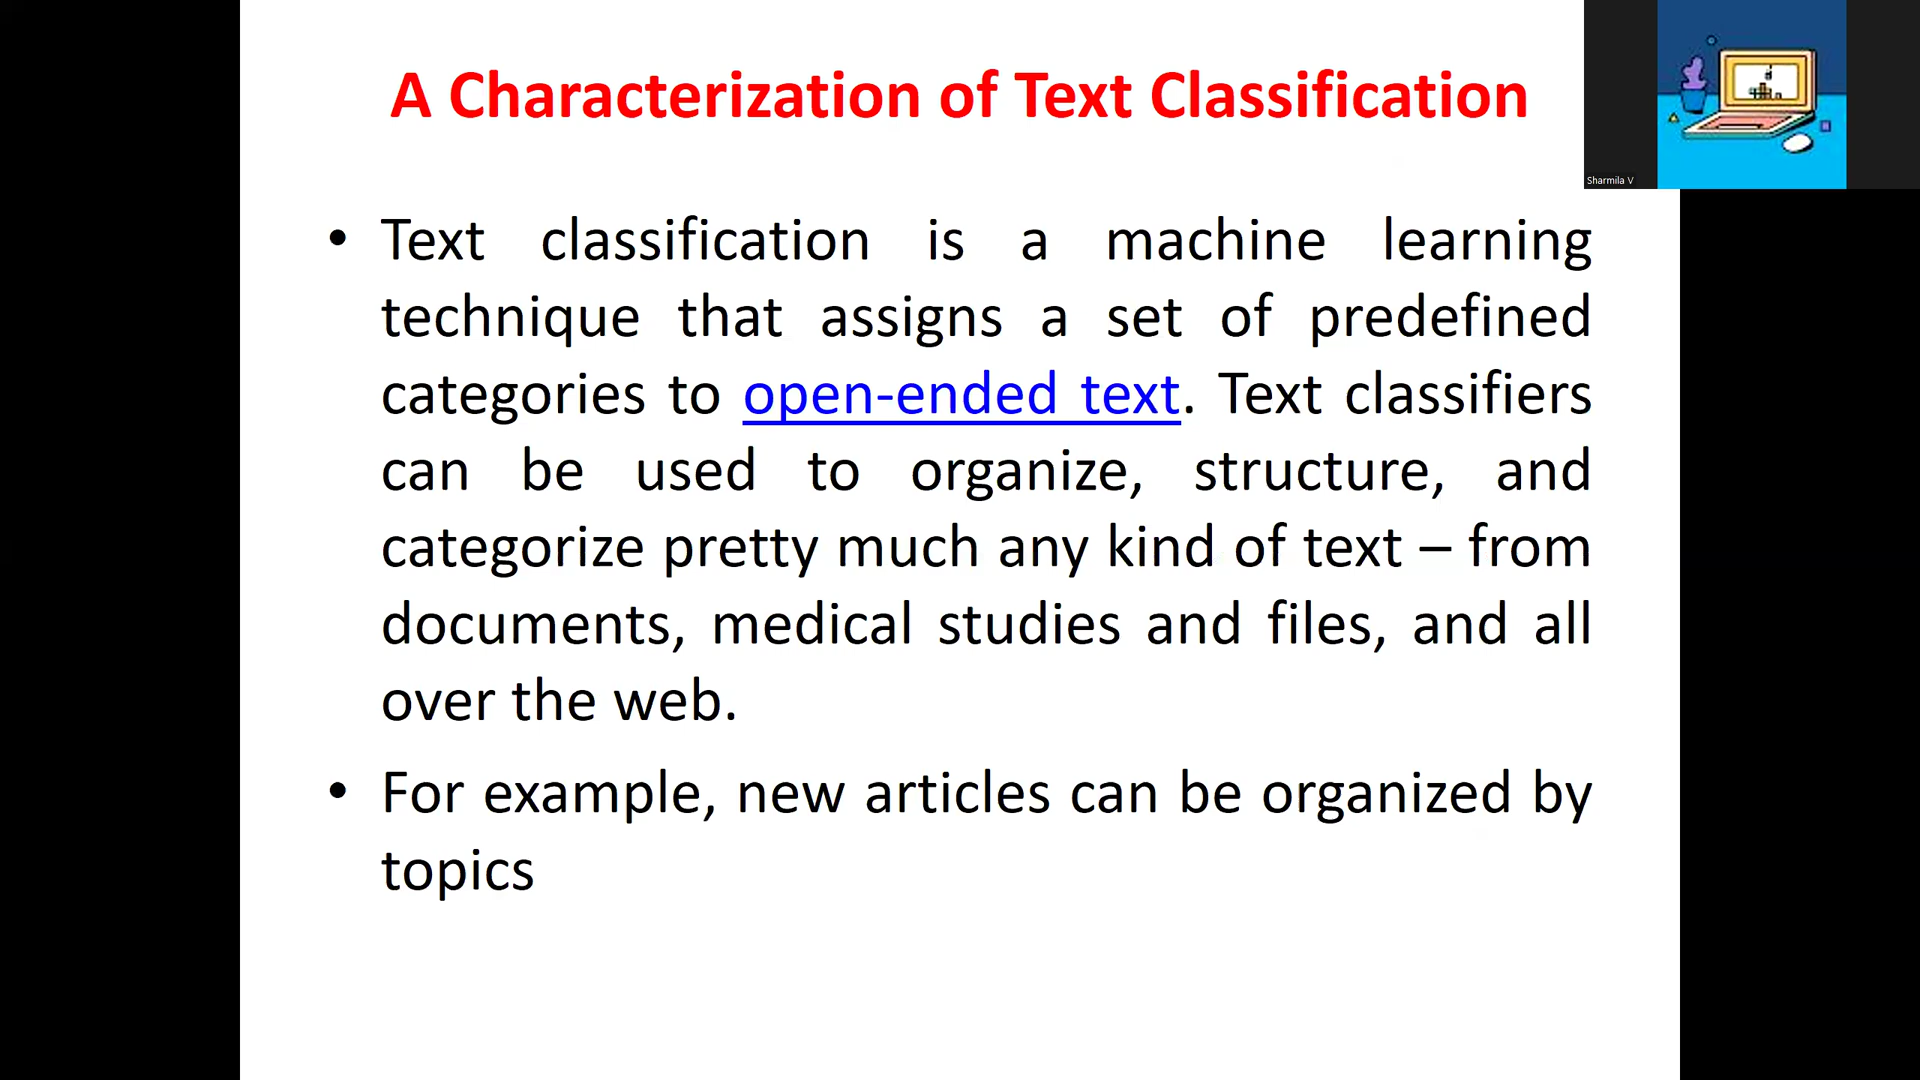 A Characterization of Text Classification
Sharmila V
• Text classification is a machine learning
technique that assigns a set of predefined
categories to open-ended text. Text classifiers
can be used to organize, structure, and
categorize pretty much any kind of text – from
documents, medical studies and files, and all
over the web.
• For example, new articles can be organized by
topics